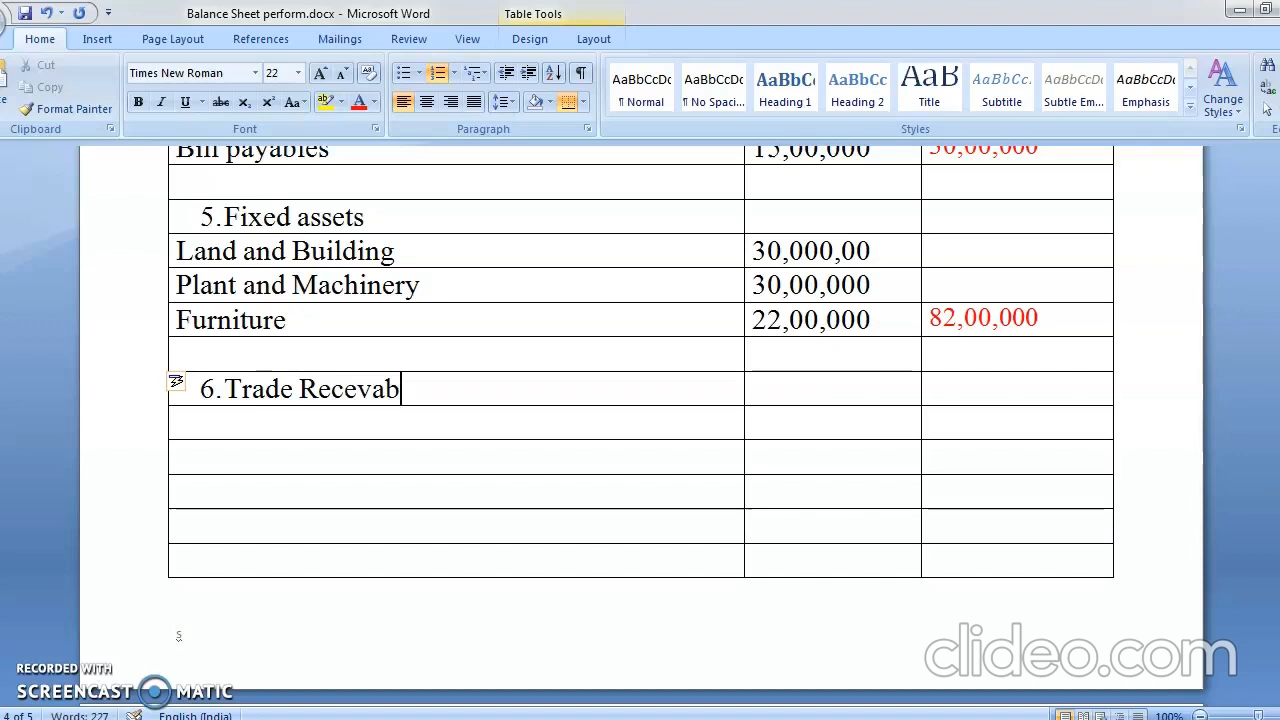 Balance Sheet perform.docx - Microsoft Word
Table Tools
Home
Insert
Page Layout
References
Mailings
Review
View
Design
Layout
Cut
Copy
Format Painter
Clipboard
Times New Roman
22
Font
Paragraph
AaBbCcDc
¶ Normal
AaBbCcDc
¶ No Spaci...
AaBbCc
Heading 1
AaBbCc
Heading 2
AaB
Title
AaBbCc.
Subtitle
AaBbCcDc
Subtle Em...
AaBbCcDc
Emphasis
Change
Styles
Styles
Bill payables 15,00,000 30,00,000
5. Fixed assets
Land and Building 30,000,00
Plant and Machinery 30,00,000
Furniture 22,00,000 82,00,000
6. Trade Recevab
s
clideo.com
RECORDED WITH
SCREENCAST MATIC
4 of 5
Words: 227
English (India)
100%